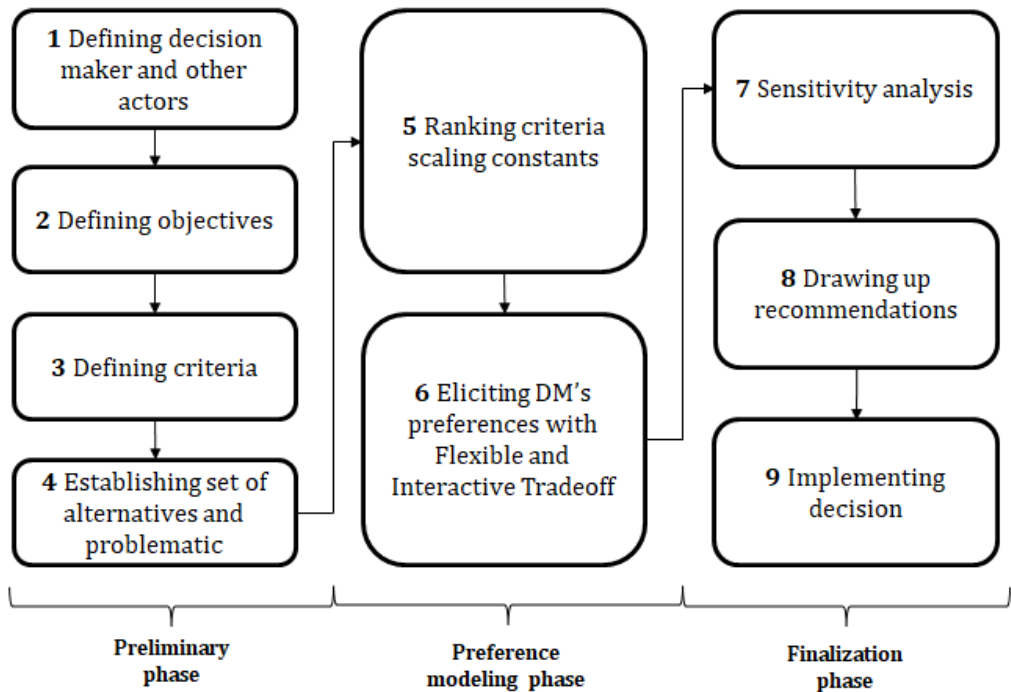 1 Defining decision
maker and other
actors
2 Defining objectives
3 Defining criteria
4 Establishing set of
alternatives and
problematic
5 Ranking criteria
scaling constants
6 Eliciting DM's
preferences with
Flexible and
Interactive Tradeoff
7 Sensitivity analysis
8 Drawing up
recommendations
9 Implementing
decision
Preliminary
phase
Preference
modeling phase
Finalization
phase